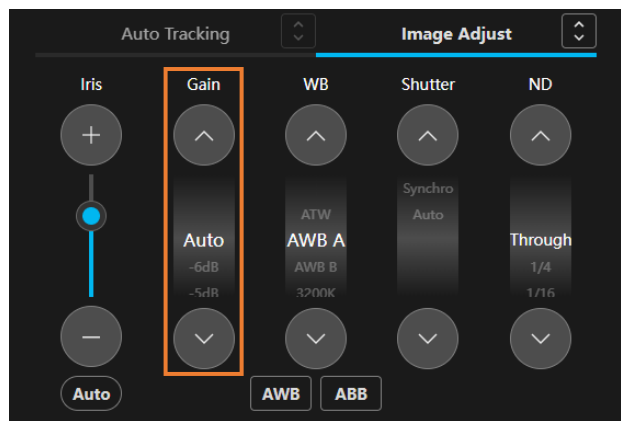 Auto Tracking Image Adjust
Iris Gain WB Shutter ND
Synchro
ATW Auto
Auto AWB A Through
-6dB AWB B 1/4
-5dB 3200K 1/16
Auto AWB ABB